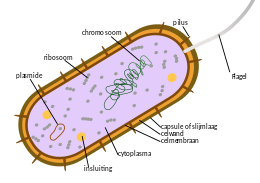 pilus
chromosoom
ribosoom
plasmide
flagel
capsule of slijmlaag
celwand
celmembraan
cytoplasma
insluiting